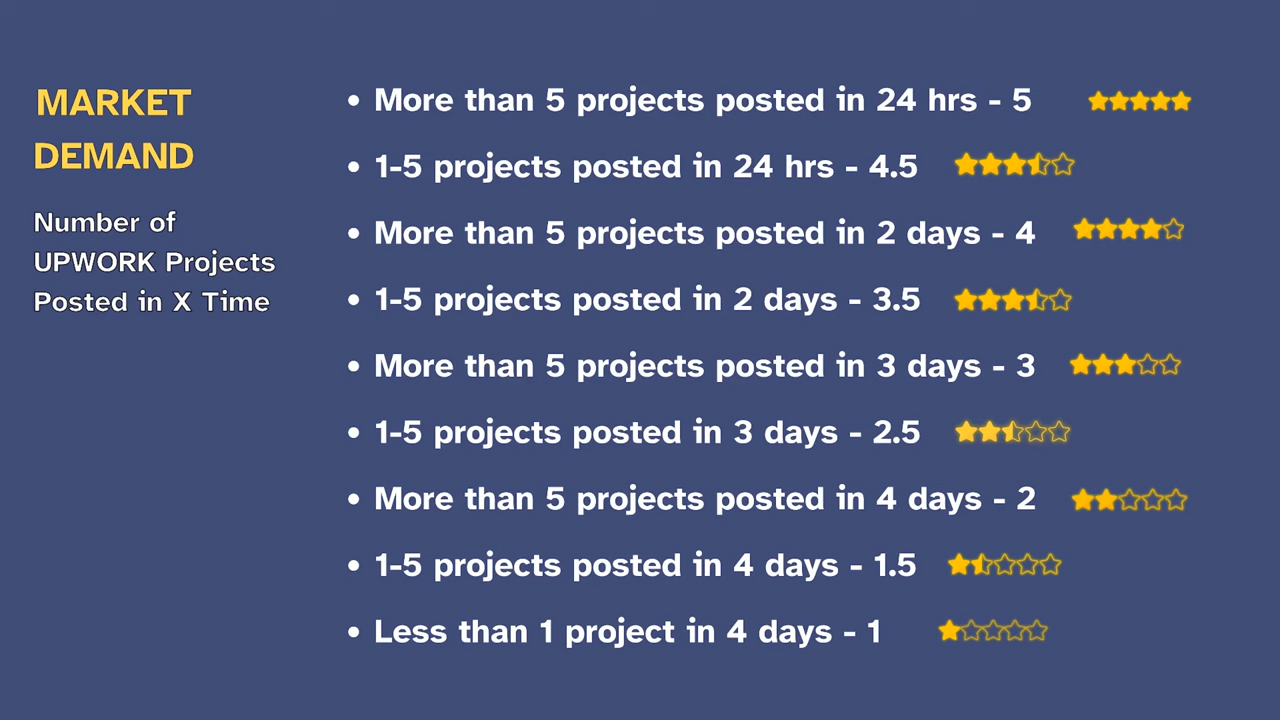 MARKET
DEMAND
Number of
UPWORK Projects
Posted in X Time
• More than 5 projects posted in 24 hrs - 5
• 1-5 projects posted in 24 hrs - 4.5
• More than 5 projects posted in 2 days - 4
• 1-5 projects posted in 2 days - 3.5
• More than 5 projects posted in 3 days - 3
• 1-5 projects posted in 3 days - 2.5
• More than 5 projects posted in 4 days - 2
• 1-5 projects posted in 4 days - 1.5
• Less than 1 project in 4 days - 1